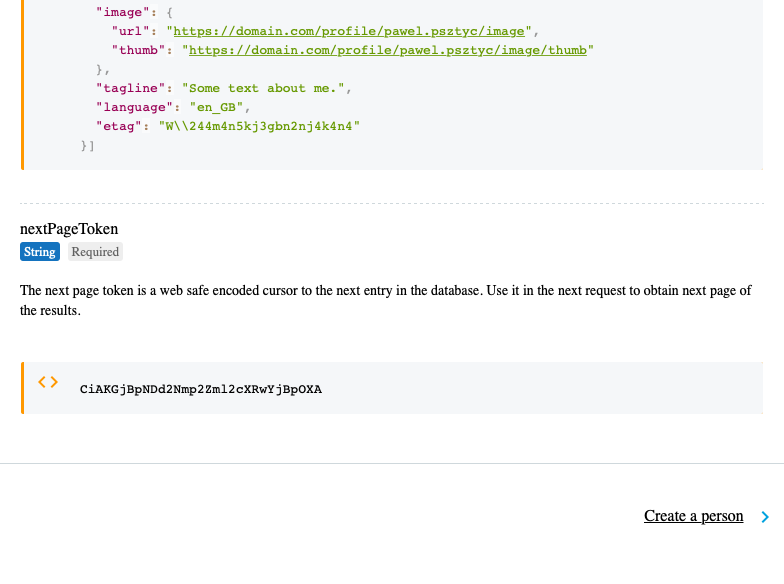 "image": {
"url": "https://domain.com/profile/pawel.psztyc/image",
"thumb": "https://domain.com/profile/pawel.psztyc/image/thumb"
},
"tagline": "Some text about me.",
"language": "en_GB",
"etag": "W\\244m4n5kj3gbn2nj4k4n4"
}]
nextPageToken
String Required
The next page token is a web safe encoded cursor to the next entry in the database. Use it in the next request to obtain next page of
the results.
CiAKGjBpNDd2Nmp2Zml2cXRwYjBpOXA
Create a person